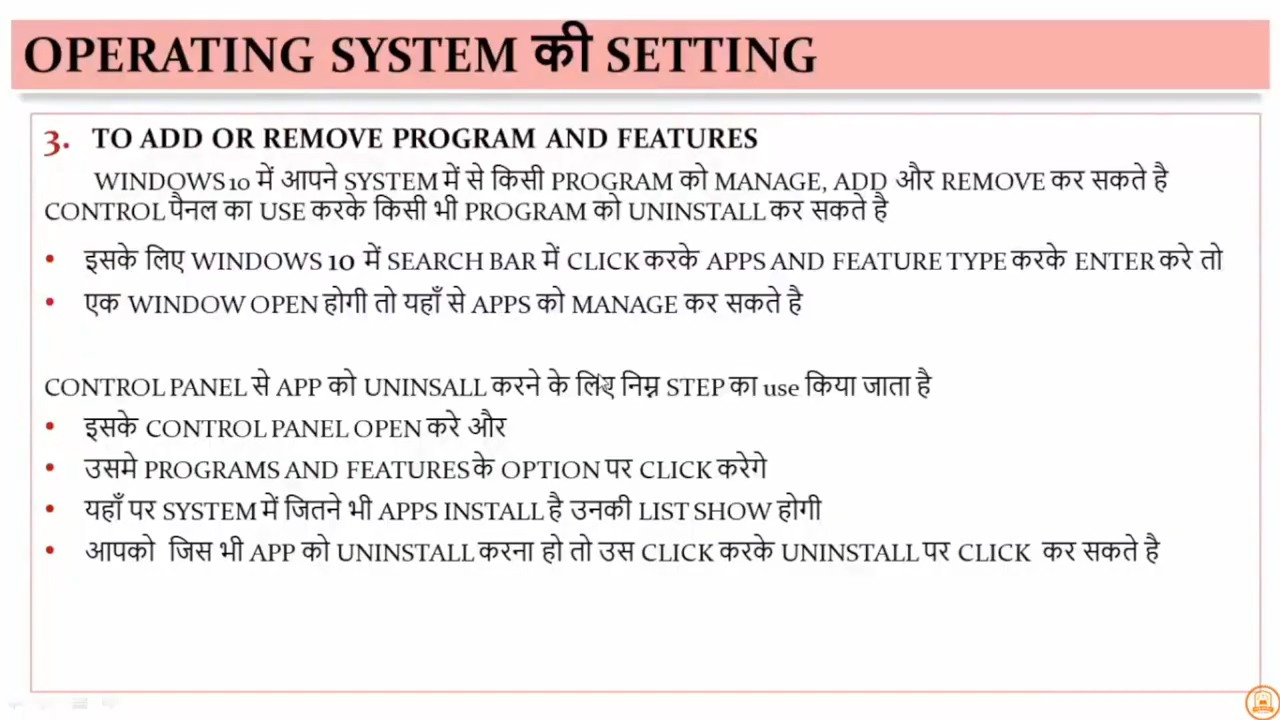 OPERATING SYSTEM की SETTING
3. TO ADD OR REMOVE PROGRAM AND FEATURES
WINDOWS 10 में आपने SYSTEM में से किसी PROGRAM को MANAGE, ADD और REMOVE कर सकते है
CONTROL पैनल का USE करके किसी भी PROGRAM को UNINSTALL कर सकते है
• इसके लिए WINDOWS 10 में SEARCH BAR में CLICK करके APPS AND FEATURE TYPE करके ENTER करे तो
• एक WINDOW OPEN होगी तो यहाँ से APPS को MANAGE कर सकते है
CONTROL PANEL से APP को UNINSALL करने के लिए निम्न STEP का use किया जाता है
• इसके CONTROL PANEL OPEN करे और
• उसमे PROGRAMS AND FEATURES के OPTION पर CLICK करेगे
• यहाँ पर SYSTEM में जितने भी APPS INSTALL है उनकी LIST SHOW होगी
• आपको जिस भी APP को UNINSTALL करना हो तो उस CLICK करके UNINSTALL पर CLICK कर सकते है